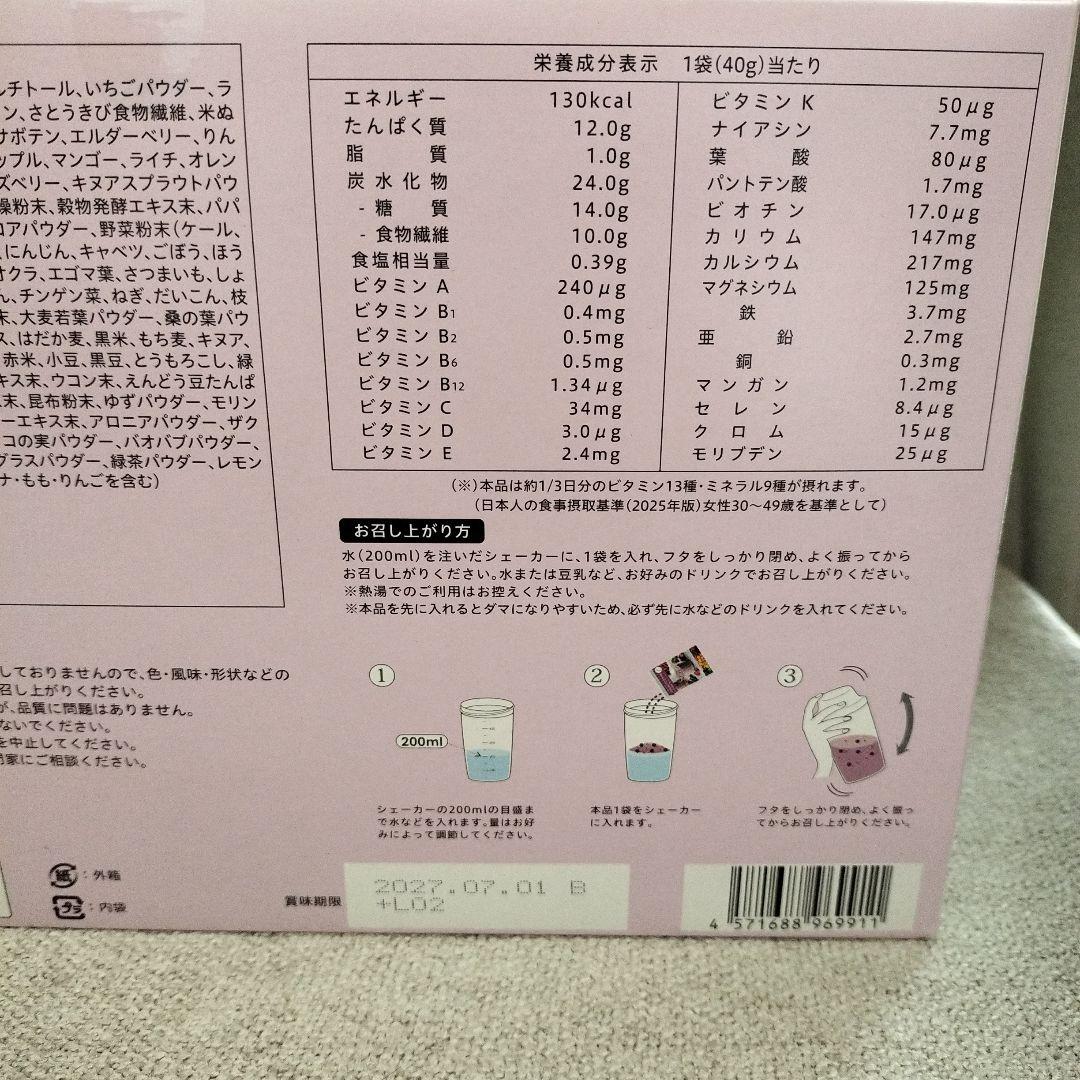 ルチトール、いちごパウダー、ラ
ン、さとうきび食物繊維、米ぬ
サボテン、エルダーベリー、りん
ップル、マンゴー、ライチ、オレン
ズベリー、キヌアスプラウトパウ
燥粉末、穀物発酵エキス末、パパ
コアパウダー、野菜粉末(ケール、
、にんじん、キャベツ、ごぼう、ほう
オクラ、エゴマ葉、さつまいも、しょ
ん、チンゲン菜、ねぎ、だいこん、枝
末、大麦若葉パウダー、桑の葉パウ
ス、はだか麦、黒米、もち麦、キヌア、
赤米、小豆、黒豆、とうもろこし、緑
キス末、ウコン末、えんどう豆たんぱ
末、昆布粉末、ゆずパウダー、モリン
ーエキス末、アロニアパウダー、ザク
コの実パウダー、バオバブパウダー、
グラスパウダー、緑茶パウダー、レモン
ナ・もも・りんごを含む)
栄養成分表示 1袋(40g)当たり
エネルギー 130kcal
たんぱく質 12.0g
脂質 1.0g
炭水化物 24.0g
- 糖質 14.0g
- 食物繊維 10.0g
食塩相当量 0.39g
ビタミン A 240μg
ビタミン B1 0.4mg
ビタミン B2 0.5mg
ビタミン B6 0.5mg
ビタミン B12 1.34μg
ビタミン C 34mg
ビタミン D 3.0μg
ビタミン E 2.4mg
ビタミン K 50μg
ナイアシン 7.7mg
葉酸 80μg
パントテン酸 1.7mg
ビオチン 17.0μg
カリウム 147mg
カルシウム 217mg
マグネシウム 125mg
鉄 3.7mg
亜鉛 2.7mg
銅 0.3mg
マンガン 1.2mg
セレン 8.4μg
クロム 15μg
モリブデン 25μg
(※)本品は約1/3日分のビタミン13種・ミネラル9種が摂れます。
(日本人の食事摂取基準(2025年版)女性30〜49歳を基準として)
お召し上がり方
水(200ml)を注いだシェーカーに、1袋を入れ、フタをしっかり閉め、よく振ってから
お召し上がりください。水または豆乳など、お好みのドリンクでお召し上がりください。
※熱湯でのご利用はお控えください。
※本品を先に入れるとダマになりやすいため、必ず先に水などのドリンクを入れてください。
しておりませんので、色・風味・形状などの
召し上がりください。
が、品質に問題はありません。
ないでください。
を中止してください。
門家にご相談ください。
1
200ml
シェーカーの200mlの目盛ま
で水などを入れます。量はお好
みによって調節してください。
2
本品1袋をシェーカー
に入れます。
3
フタをしっかり閉め、よく振っ
てからお召し上がりください。
紙:外箱
プラ:内袋
賞味期限
2027.07.01 B
+L02
4 571688 969911